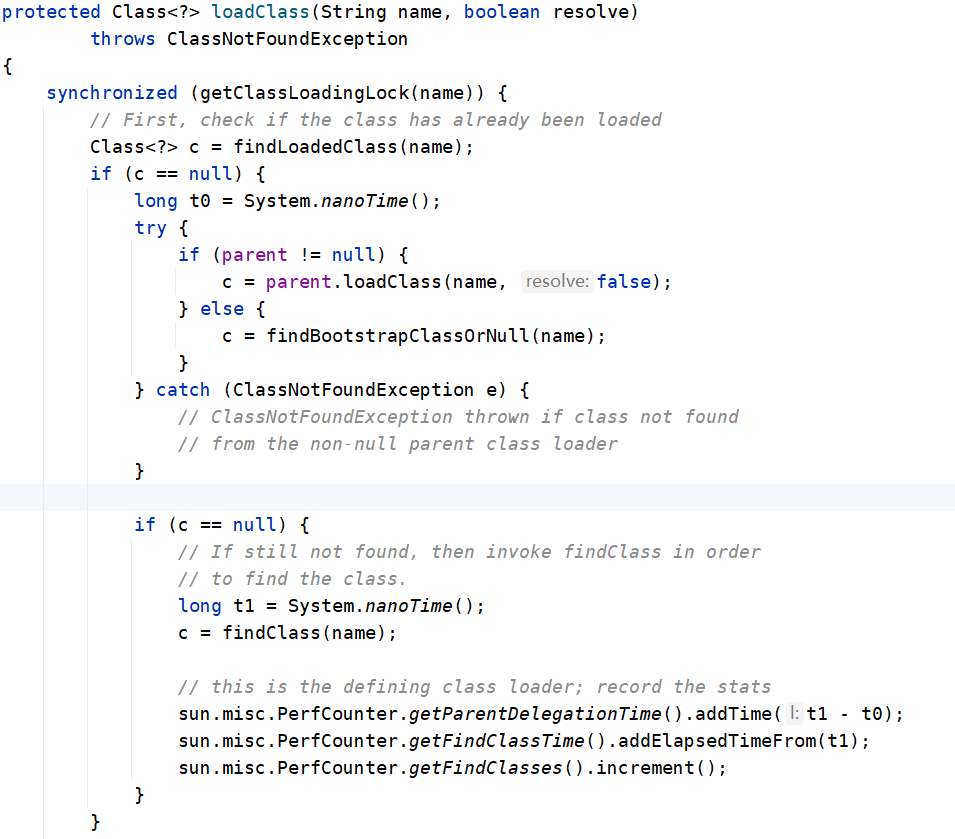 protected Class<?> loadClass(String name, boolean resolve)
        throws ClassNotFoundException
{
    synchronized (getClassLoadingLock(name)) {
        // First, check if the class has already been loaded
        Class<?> c = findLoadedClass(name);
        if (c == null) {
            long t0 = System.nanoTime();
            try {
                if (parent != null) {
                    c = parent.loadClass(name, resolve: false);
                } else {
                    c = findBootstrapClassOrNull(name);
                }
            } catch (ClassNotFoundException e) {
                // ClassNotFoundException thrown if class not found
                // from the non-null parent class loader
            }

            if (c == null) {
                // If still not found, then invoke findClass in order
                // to find the class.
                long t1 = System.nanoTime();
                c = findClass(name);

                // this is the defining class loader; record the stats
                sun.misc.PerfCounter.getParentDelegationTime().addTime( l: t1 - t0);
                sun.misc.PerfCounter.getFindClassTime().addElapsedTimeFrom(t1);
                sun.misc.PerfCounter.getFindClasses().increment();
            }
        }